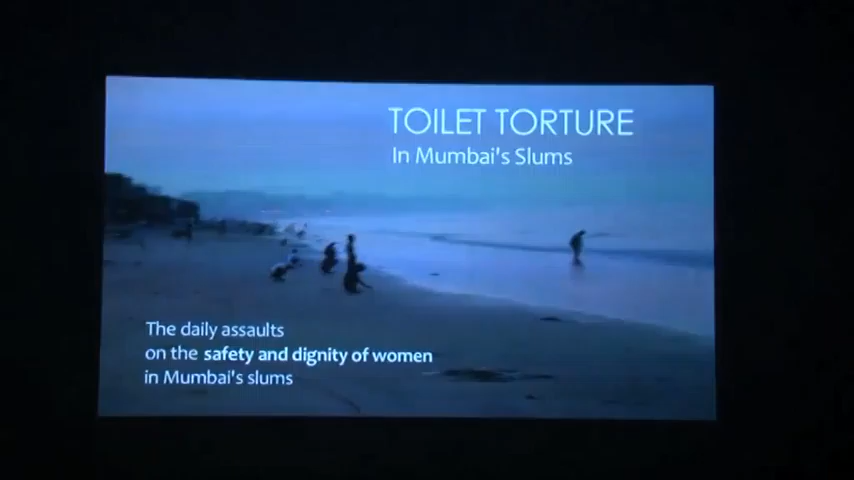 TOILET TORTURE
In Mumbai's Slums
The daily assaults
on the safety and dignity of women
in Mumbai's slums